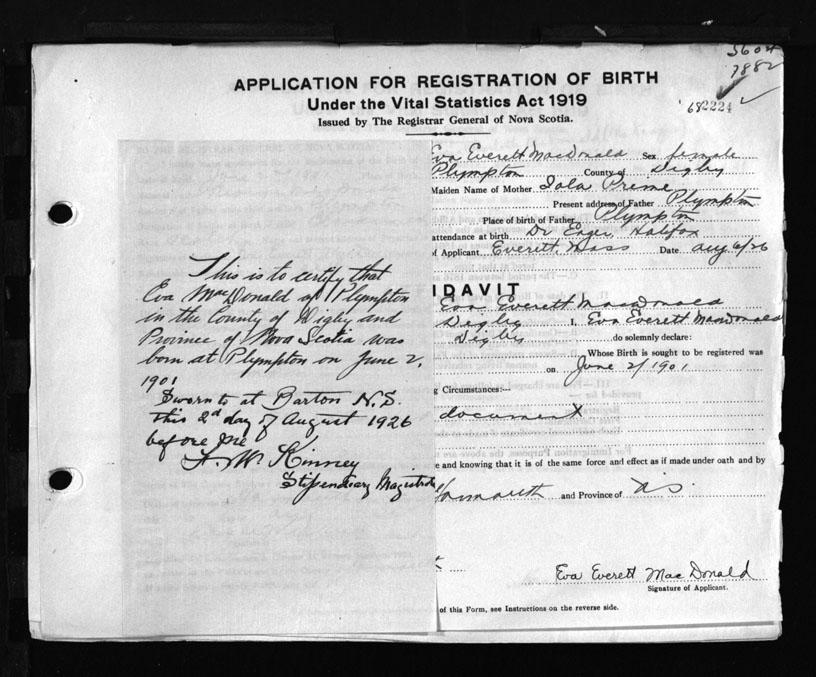 5604
7882
682224
APPLICATION FOR REGISTRATION OF BIRTH
Under the Vital Statistics Act 1919
Issued by The Registrar General of Nova Scotia.
Eva Everett MacDonald Sex female
Plympton County of Digby
Maiden Name of Mother Iola Preme
Present address of Father Plympton
Place of birth of Father Plympton
attendance at birth Dr Halifax
of Applicant Everett, Mass Date Aug 6/26
This is to certify that
Eva MacDonald of Plympton
in the County of Digby and
Province of Nova Scotia was
born at Plympton on June 2,
1901
Sworn to at Barton N.S.
this 2d day of August 1926
before me
Stipendiary Magistrate
IDAVIT
Eva Everett MacDonald
Digby I, Eva Everett MacDonald
Digby do solemnly declare:
Whose Birth is sought to be registered was
on June 2/1901
g Circumstances:—
document
e and knowing that it is of the same force and effect as if made under oath and by
Yarmouth and Province of N.S.
Eva Everett MacDonald
Signature of Applicant.
of this Form, see Instructions on the reverse side.